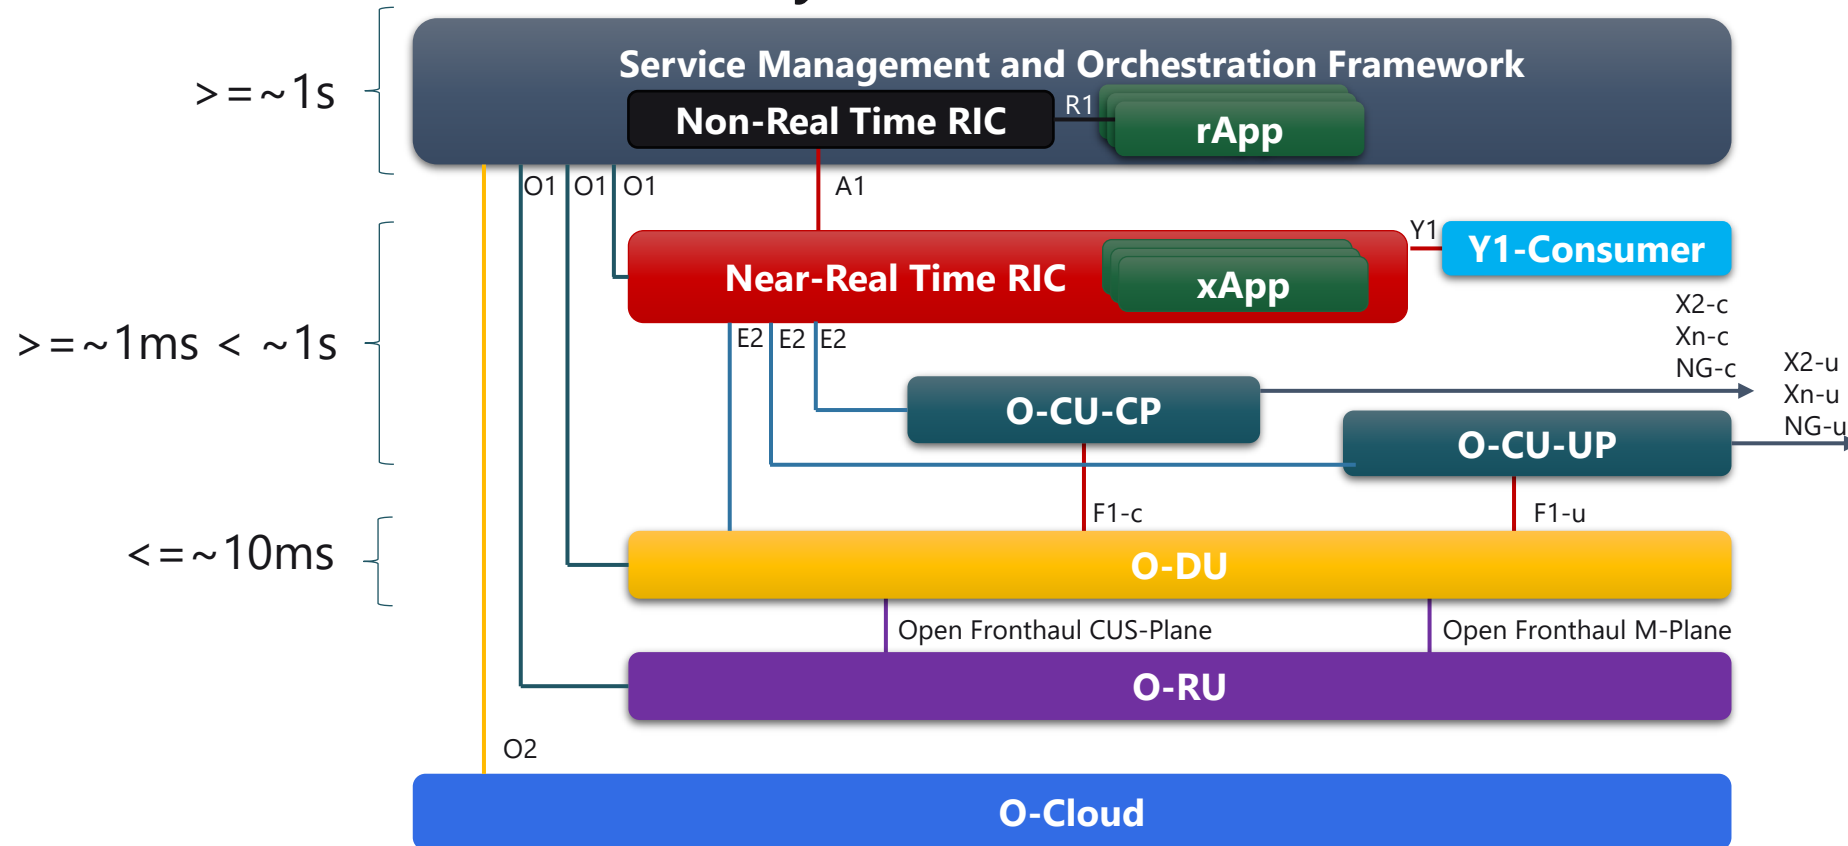 Service Management and Orchestration Framework
>=~1s
Non-Real Time RIC
R1
rApp
O1
O1
O1
A1
Near-Real Time RIC
xApp
Y1
Y1-Consumer
>=~1ms < ~1s
E2
E2
E2
X2-c
Xn-c
NG-c
X2-u
Xn-u
NG-u
O-CU-CP
O-CU-UP
F1-c
F1-u
<=~10ms
O-DU
Open Fronthaul CUS-Plane
Open Fronthaul M-Plane
O-RU
O2
O-Cloud